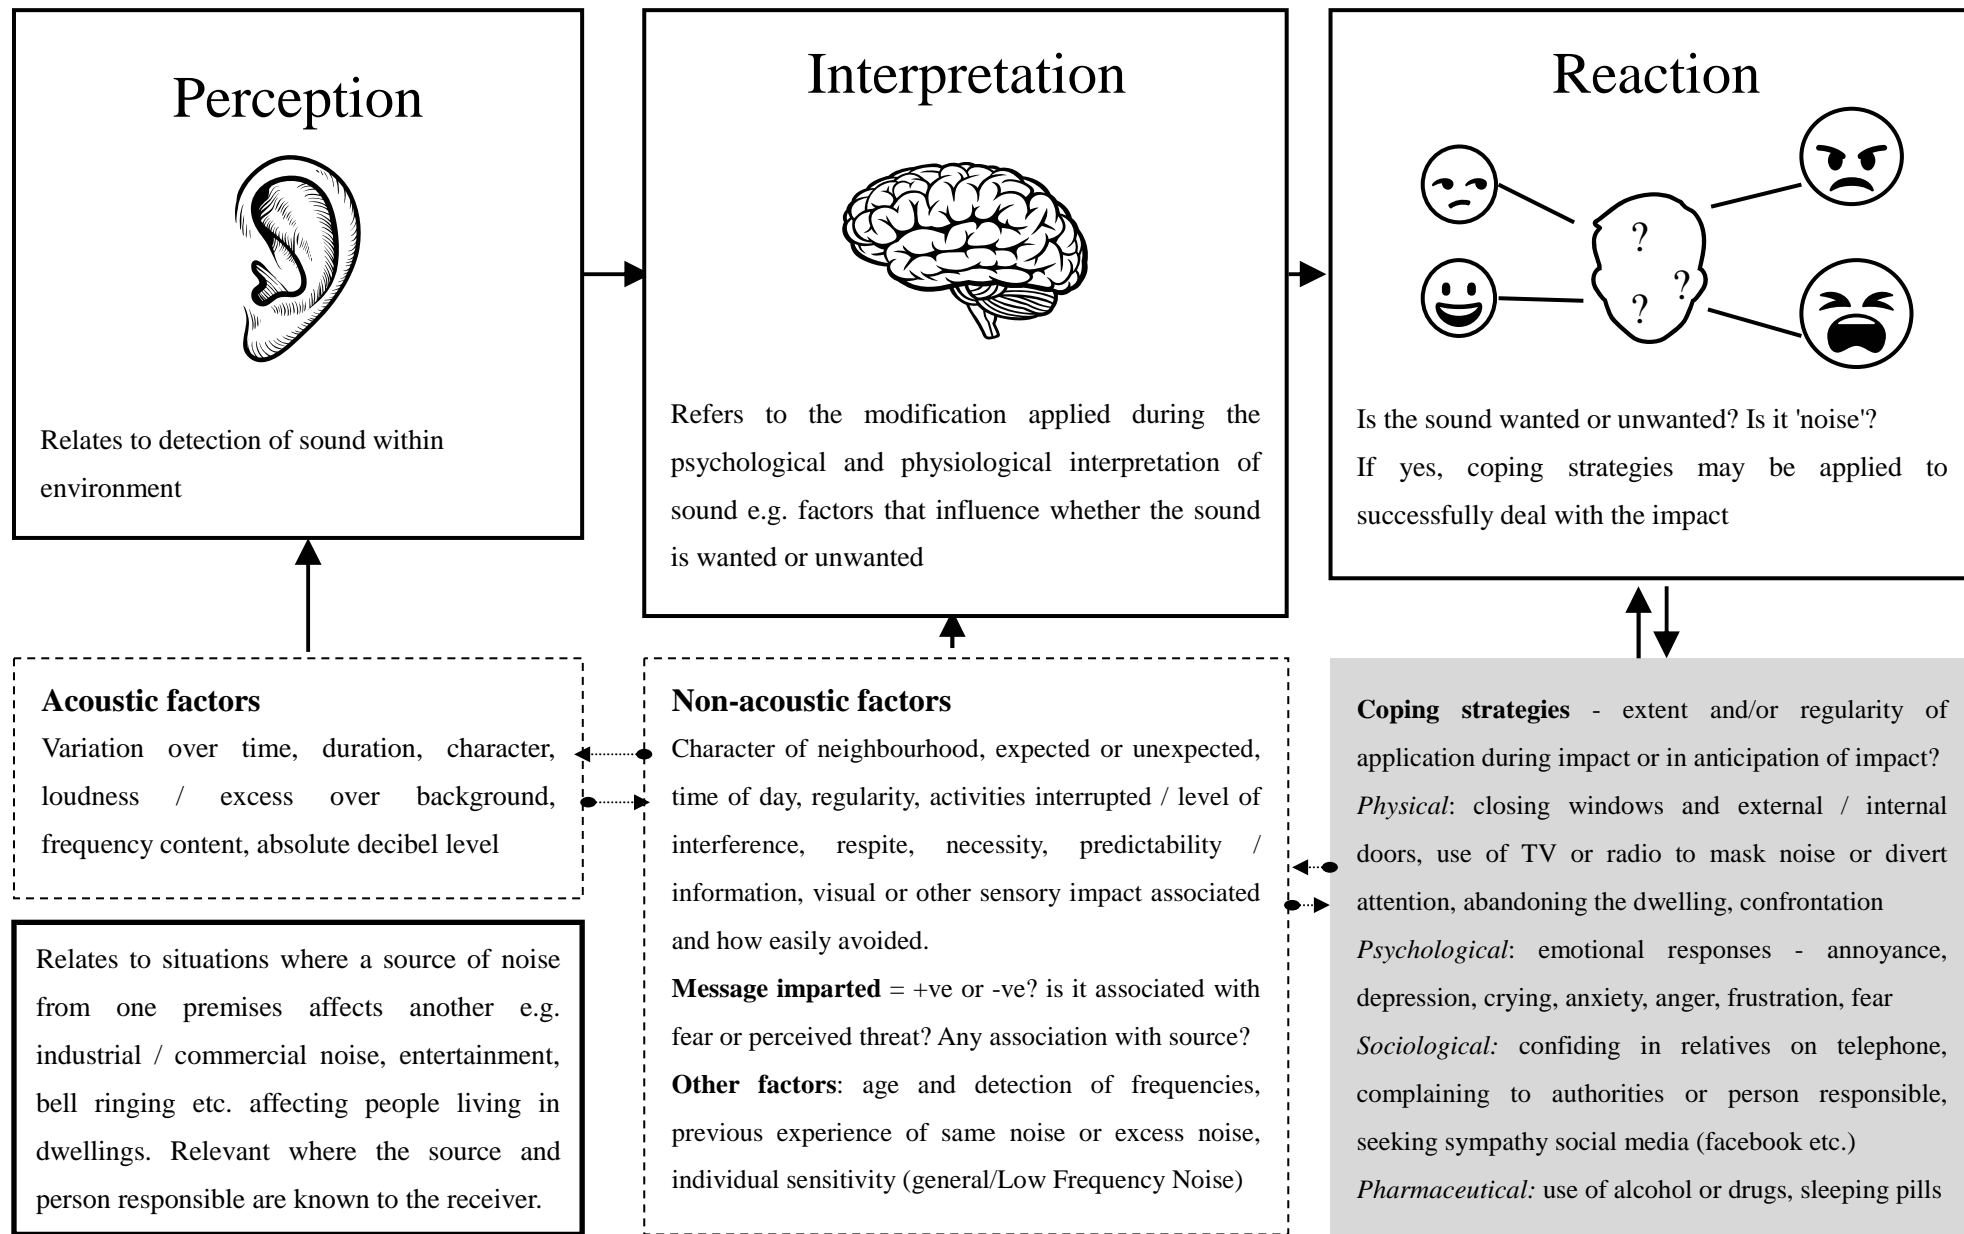 Perception
Relates to detection of sound within
environment
Interpretation
Refers to the modification applied during the
psychological and physiological interpretation of
sound e.g. factors that influence whether the sound
is wanted or unwanted
Reaction
?
?
?
Is the sound wanted or unwanted? Is it 'noise'?
If yes, coping strategies may be applied to
successfully deal with the impact
Acoustic factors
Variation over time, duration, character,
loudness / excess over background,
frequency content, absolute decibel level
Relates to situations where a source of noise
from one premises affects another e.g.
industrial / commercial noise, entertainment,
bell ringing etc. affecting people living in
dwellings. Relevant where the source and
person responsible are known to the receiver.
Non-acoustic factors
Character of neighbourhood, expected or unexpected,
time of day, regularity, activities interrupted / level of
interference, respite, necessity, predictability /
information, visual or other sensory impact associated
and how easily avoided.
Message imparted = +ve or -ve? is it associated with
fear or perceived threat? Any association with source?
Other factors: age and detection of frequencies,
previous experience of same noise or excess noise,
individual sensitivity (general/Low Frequency Noise)
Coping strategies - extent and/or regularity of
application during impact or in anticipation of impact?
Physical: closing windows and external / internal
doors, use of TV or radio to mask noise or divert
attention, abandoning the dwelling, confrontation
Psychological: emotional responses - annoyance,
depression, crying, anxiety, anger, frustration, fear
Sociological: confiding in relatives on telephone,
complaining to authorities or person responsible,
seeking sympathy social media (facebook etc.)
Pharmaceutical: use of alcohol or drugs, sleeping pills